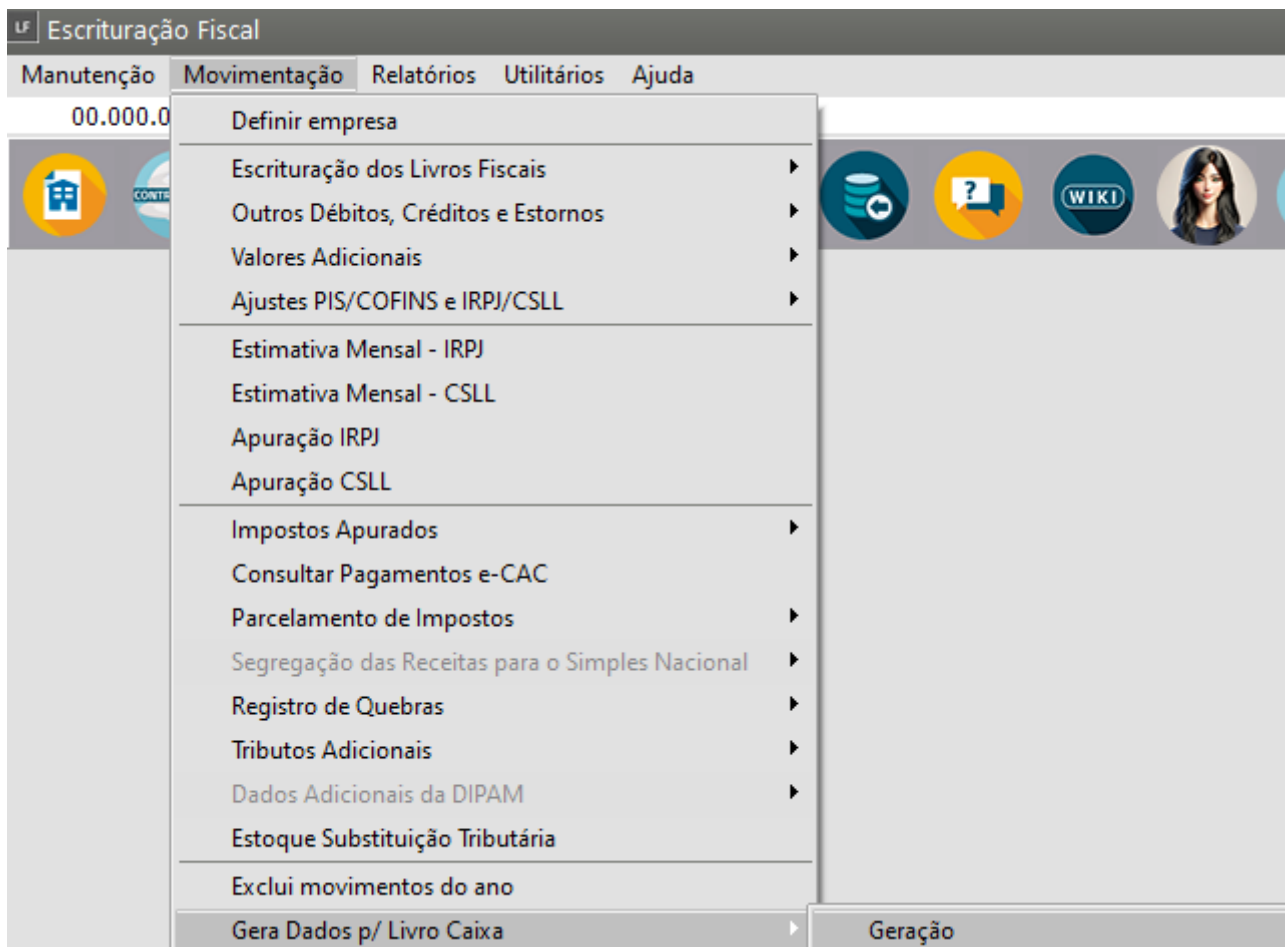 LF Escrituração Fiscal
Manutenção Movimentação Relatórios Utilitários Ajuda
00.000.0
Definir empresa
Escrituração dos Livros Fiscais
CONTR
WIKI
Outros Débitos, Créditos e Estornos
Valores Adicionais
Ajustes PIS/COFINS e IRPJ/CSLL
Estimativa Mensal - IRPJ
Estimativa Mensal - CSLL
Apuração IRPJ
Apuração CSLL
Impostos Apurados
Consultar Pagamentos e-CAC
Parcelamento de Impostos
Segregação das Receitas para o Simples Nacional
Registro de Quebras
Tributos Adicionais
Dados Adicionais da DIPAM
Estoque Substituição Tributária
Exclui movimentos do ano
Gera Dados p/ Livro Caixa
Geração